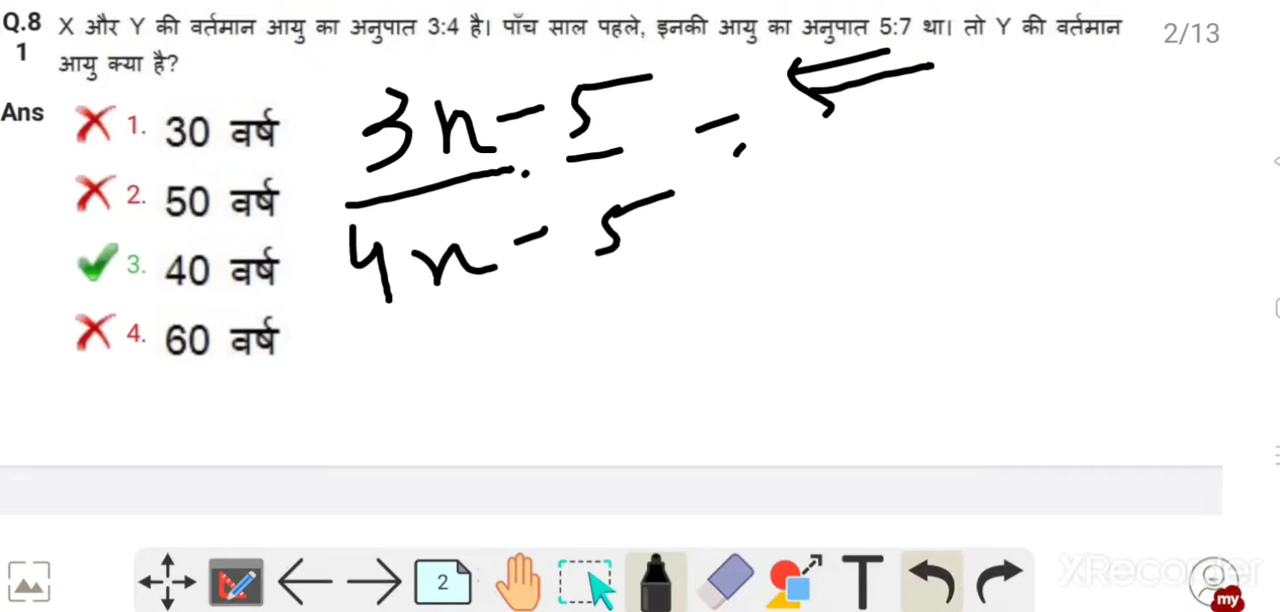 Q.8 X और Y की वर्तमान आयु का अनुपात 3:4 है। पाँच साल पहले, इनकी आयु का अनुपात 5:7 था। तो Y की वर्तमान 2/13
1 आयु क्या है?
Ans
1. 30 वर्ष
2. 50 वर्ष
3. 40 वर्ष
4. 60 वर्ष
3n - 5
4n - 5
2
T
XRecorder
my